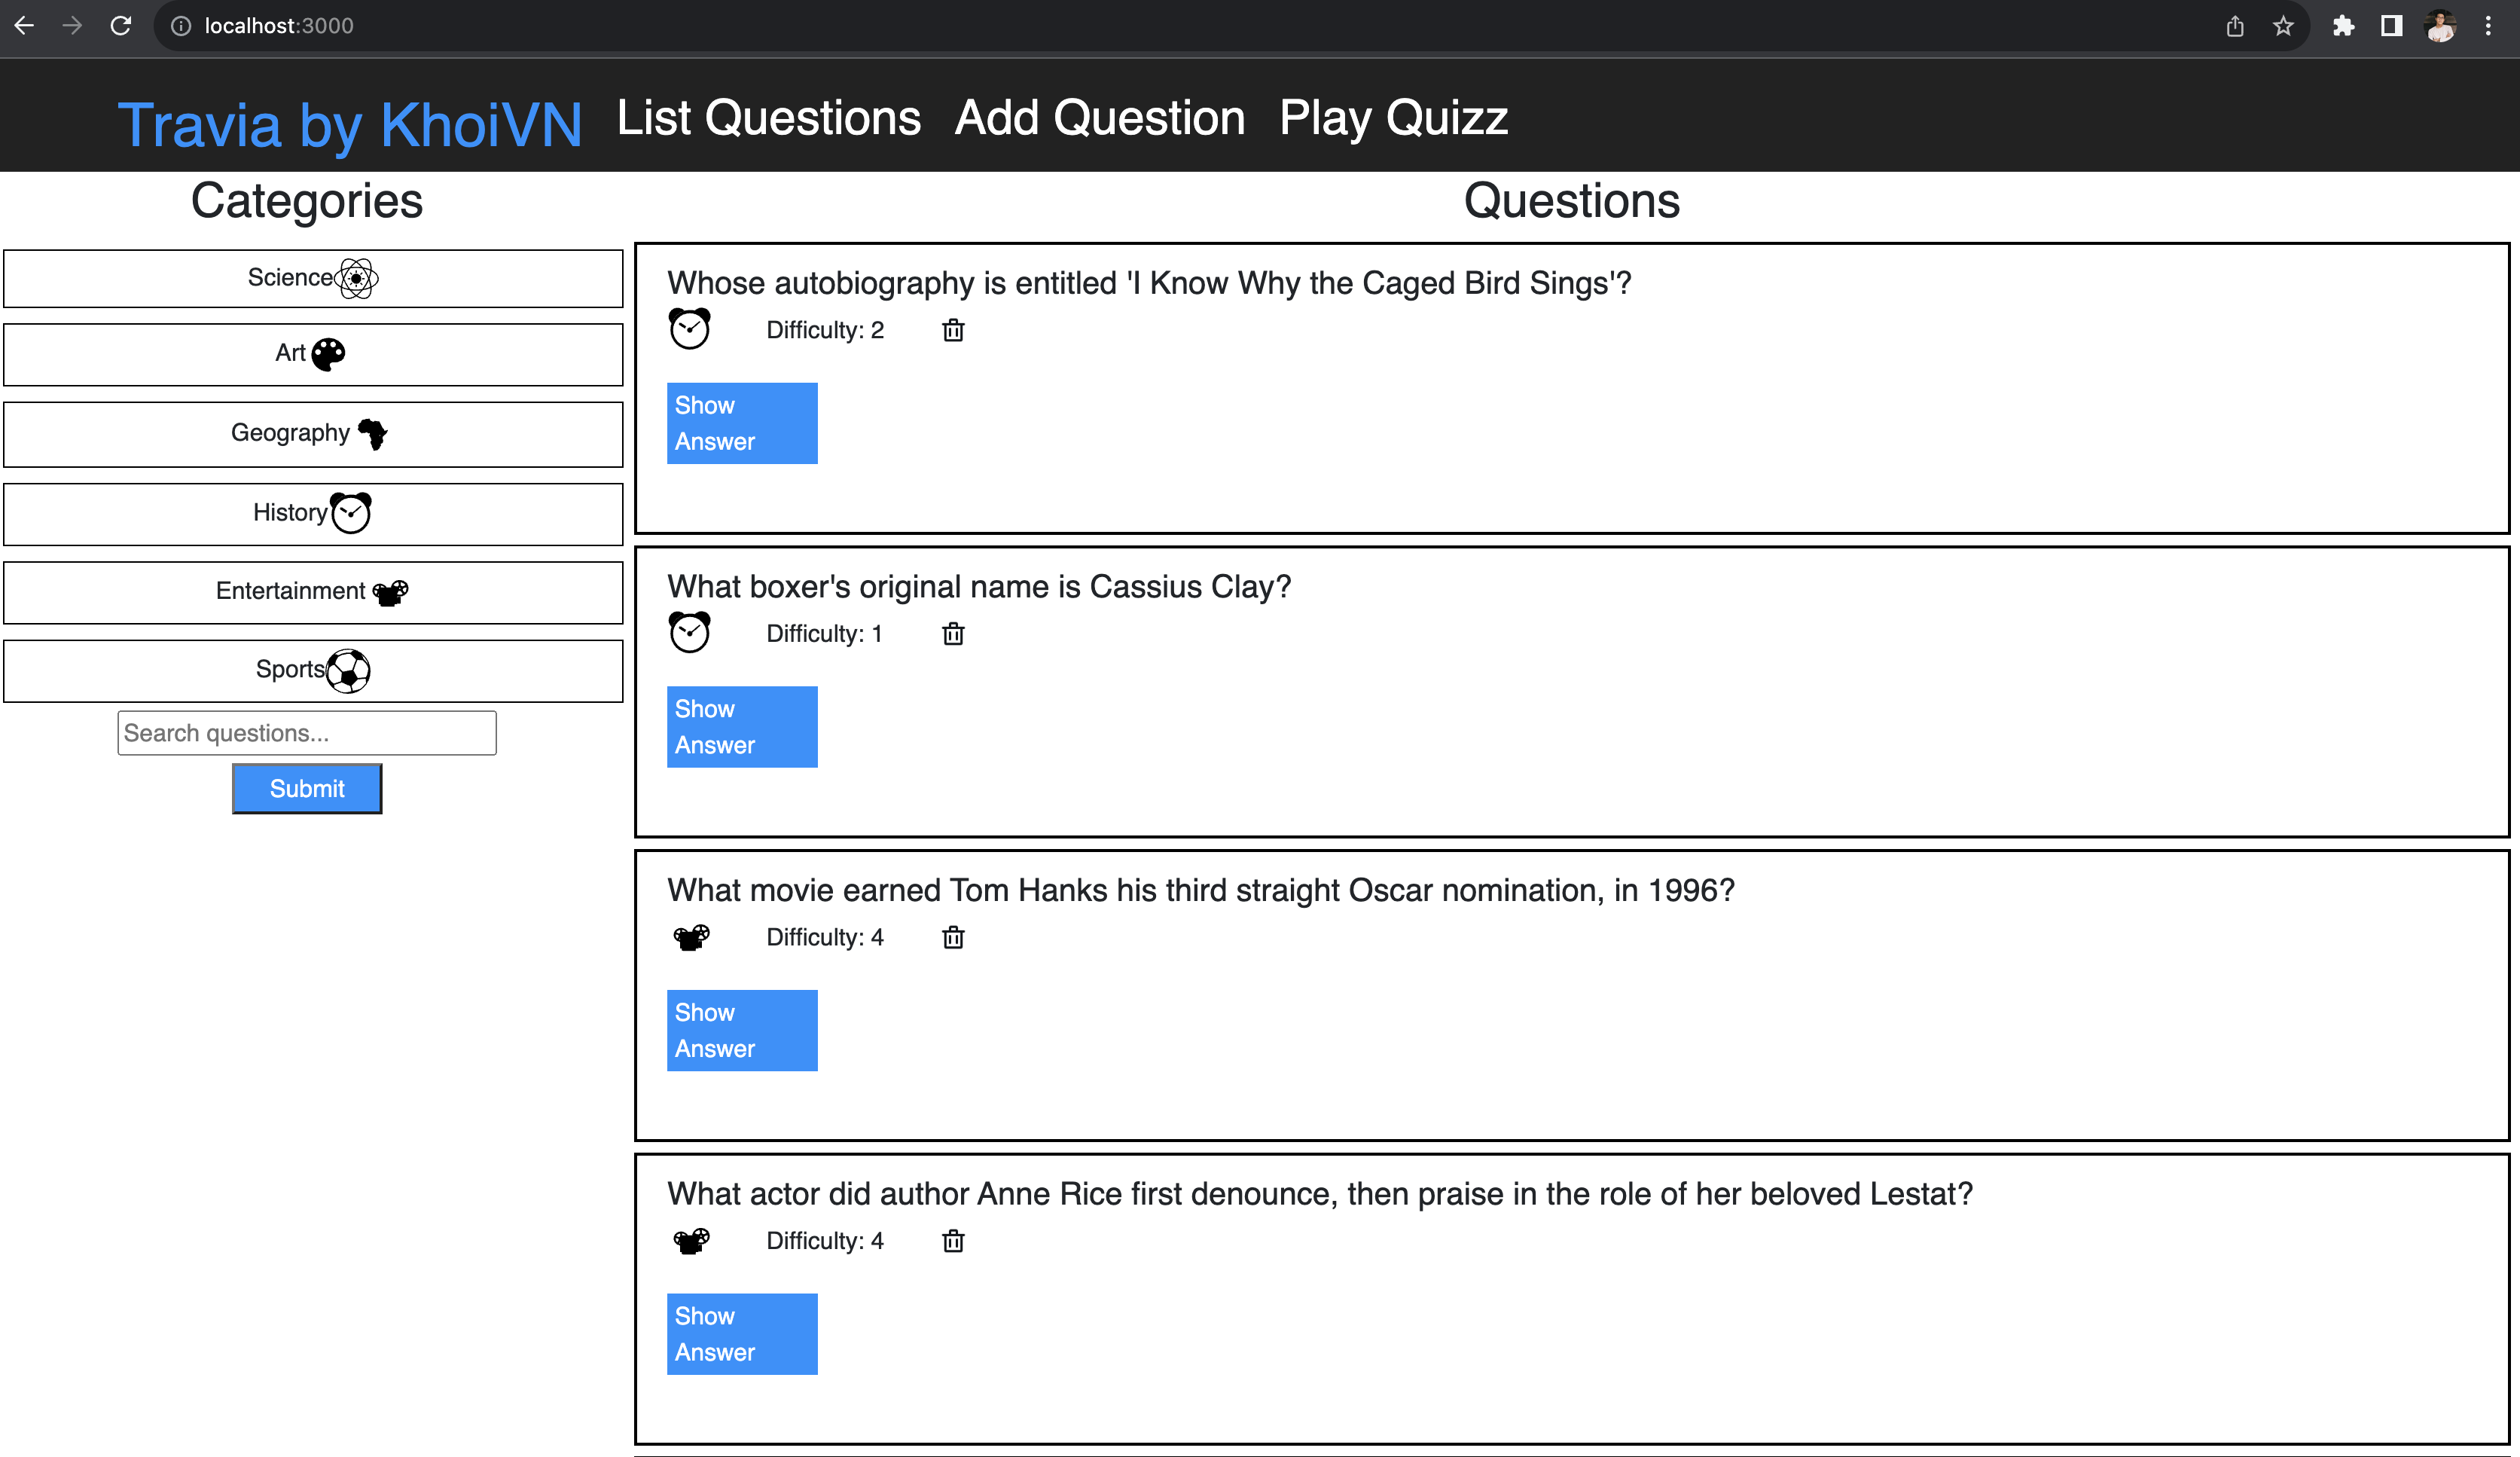 localhost:3000
Travia by KhoiVN List Questions Add Question Play Quizz
Categories
Science
Art
Geography
History
Entertainment
Sports
Search questions...
Submit
Questions
Whose autobiography is entitled 'I Know Why the Caged Bird Sings'?
Difficulty: 2
Show
Answer
What boxer's original name is Cassius Clay?
Difficulty: 1
Show
Answer
What movie earned Tom Hanks his third straight Oscar nomination, in 1996?
Difficulty: 4
Show
Answer
What actor did author Anne Rice first denounce, then praise in the role of her beloved Lestat?
Difficulty: 4
Show
Answer